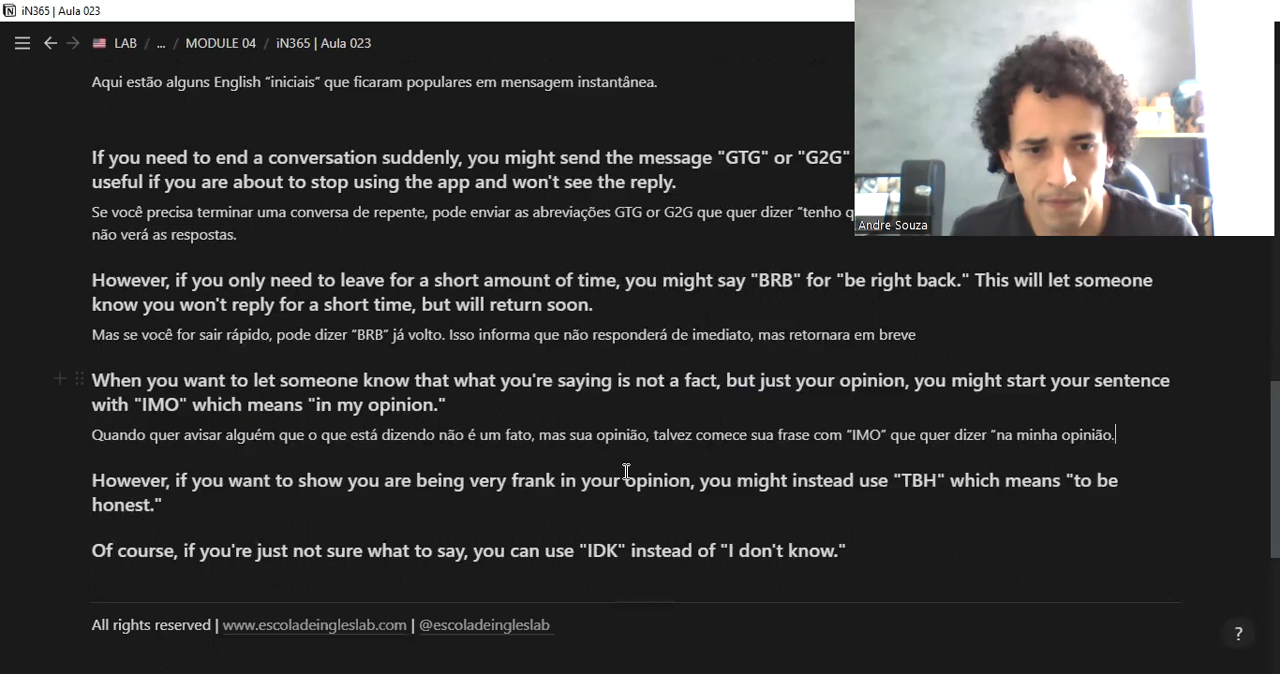 iN365 | Aula 023
LAB / ... / MODULE 04 / iN365 | Aula 023
Aqui estão alguns English “iniciais” que ficaram populares em mensagem instantânea.
If you need to end a conversation suddenly, you might send the message "GTG" or "G2G"
useful if you are about to stop using the app and won't see the reply.
Se você precisa terminar uma conversa de repente, pode enviar as abreviações GTG or G2G que quer dizer “tenho q
não verá as respostas.
Andre Souza
However, if you only need to leave for a short amount of time, you might say "BRB" for "be right back." This will let someone
know you won't reply for a short time, but will return soon.
Mas se você for sair rápido, pode dizer “BRB” já volto. Isso informa que não responderá de imediato, mas retornara em breve
When you want to let someone know that what you're saying is not a fact, but just your opinion, you might start your sentence
with "IMO" which means "in my opinion."
Quando quer avisar alguém que o que está dizendo não é um fato, mas sua opinião, talvez comece sua frase com “IMO” que quer dizer “na minha opinião.
However, if you want to show you are being very frank in your opinion, you might instead use "TBH" which means "to be
honest."
Of course, if you're just not sure what to say, you can use "IDK" instead of "I don't know."
All rights reserved | www.escoladeingleslab.com | @escoladeingleslab
?